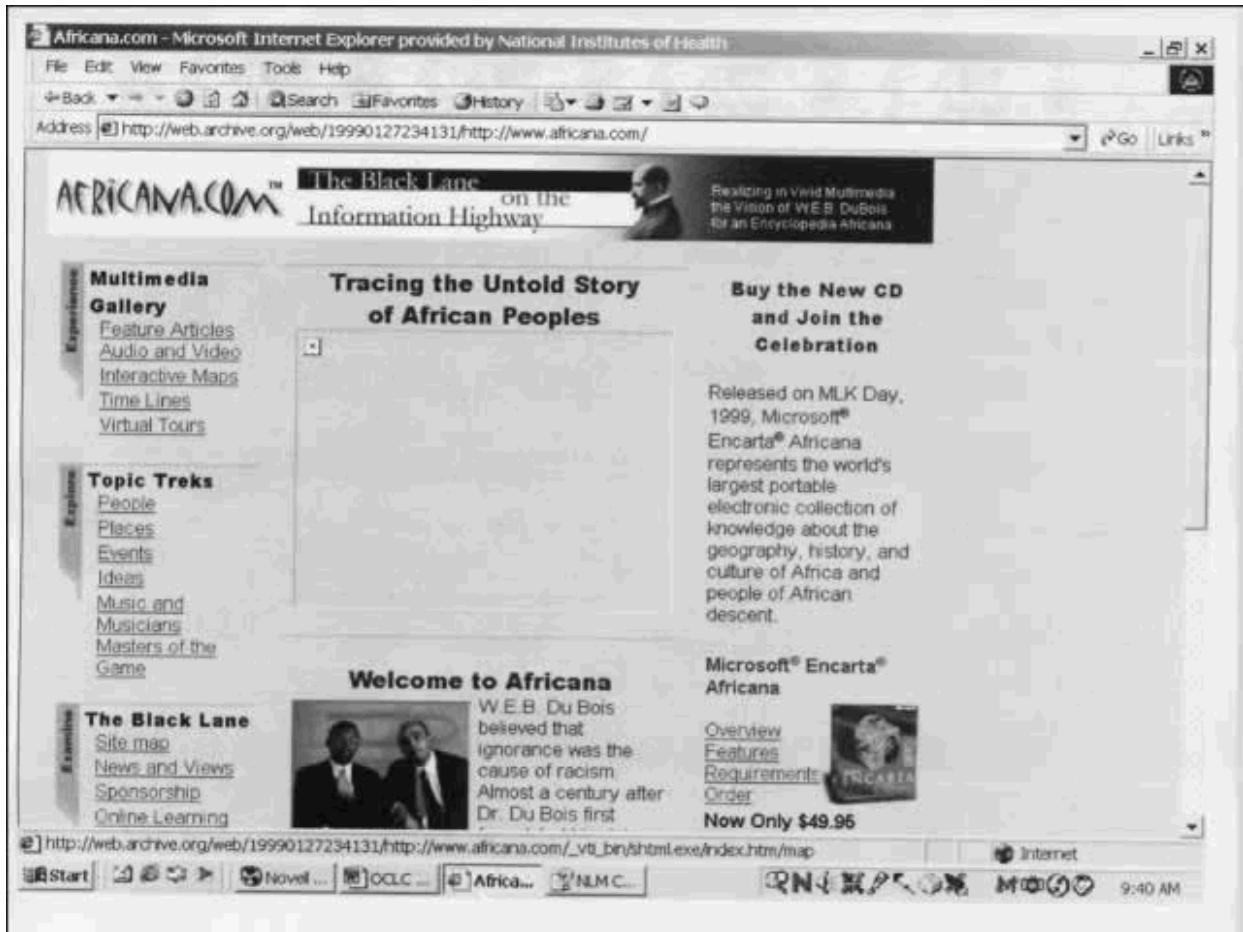 Africana.com - Microsoft Internet Explorer provided by National Institutes of Health
File Edit View Favorites Tools Help
Back Search Favorites History
Address http://web.archive.org/web/19990127234131/http://www.africana.com/ Go Links »
AFRICANA.COM™
The Black Lane
on the
Information Highway
Realizing in Vivid Multimedia
the Vision of W.E.B. DuBois
for an Encyclopedia Africana
Experience
Multimedia
Gallery
Feature Articles
Audio and Video
Interactive Maps
Time Lines
Virtual Tours
Explore
Topic Treks
People
Places
Events
Ideas
Music and
Musicians
Masters of the
Game
Examine
The Black Lane
Site map
News and Views
Sponsorship
Online Learning
Tracing the Untold Story
of African Peoples
Welcome to Africana
W.E.B. Du Bois
believed that
ignorance was the
cause of racism.
Almost a century after
Dr. Du Bois first
Buy the New CD
and Join the
Celebration
Released on MLK Day,
1999, Microsoft®
Encarta® Africana
represents the world's
largest portable
electronic collection of
knowledge about the
geography, history, and
culture of Africa and
people of African
descent.
Microsoft® Encarta®
Africana
Overview
Features
Requirements
Order
ENCARTA
Now Only $49.95
http://web.archive.org/web/19990127234131/http://www.africana.com/_vti_bin/shtml.exe/index.htm/map Internet
Start Novell ... OCLC ... Africa... NLM C... 9:40 AM